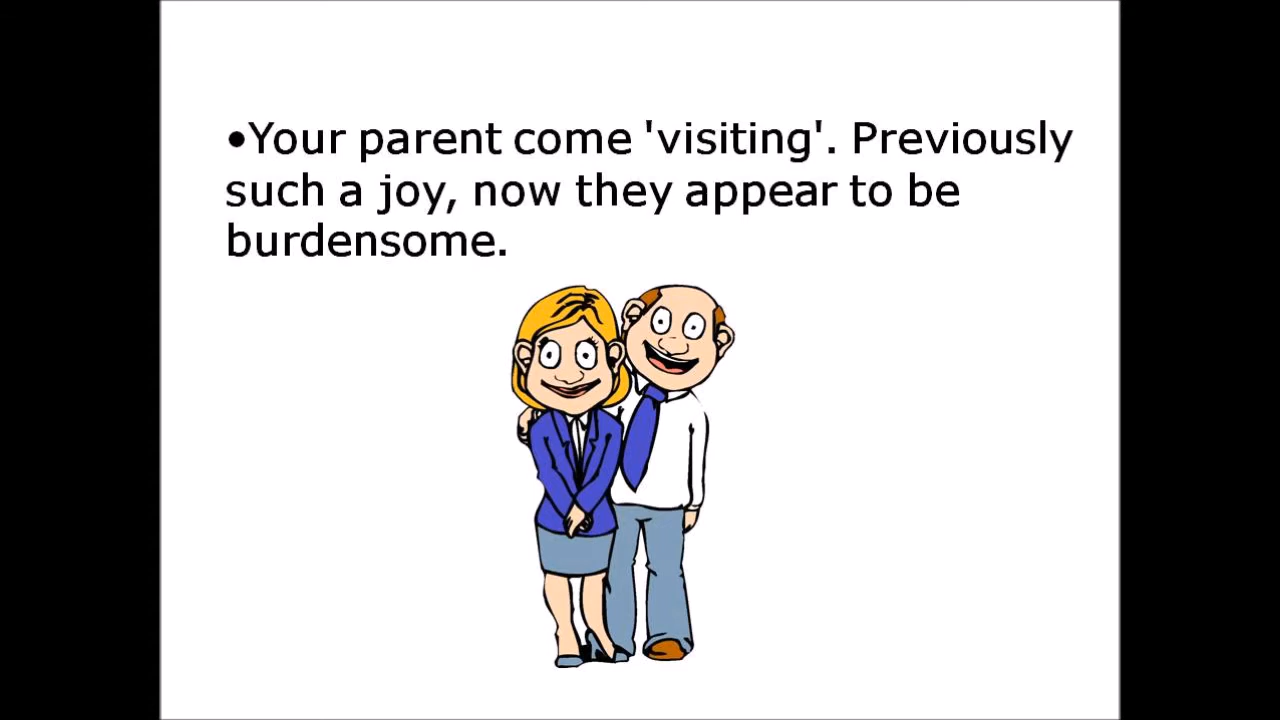 •Your parent come 'visiting'. Previously
such a joy, now they appear to be
burdensome.